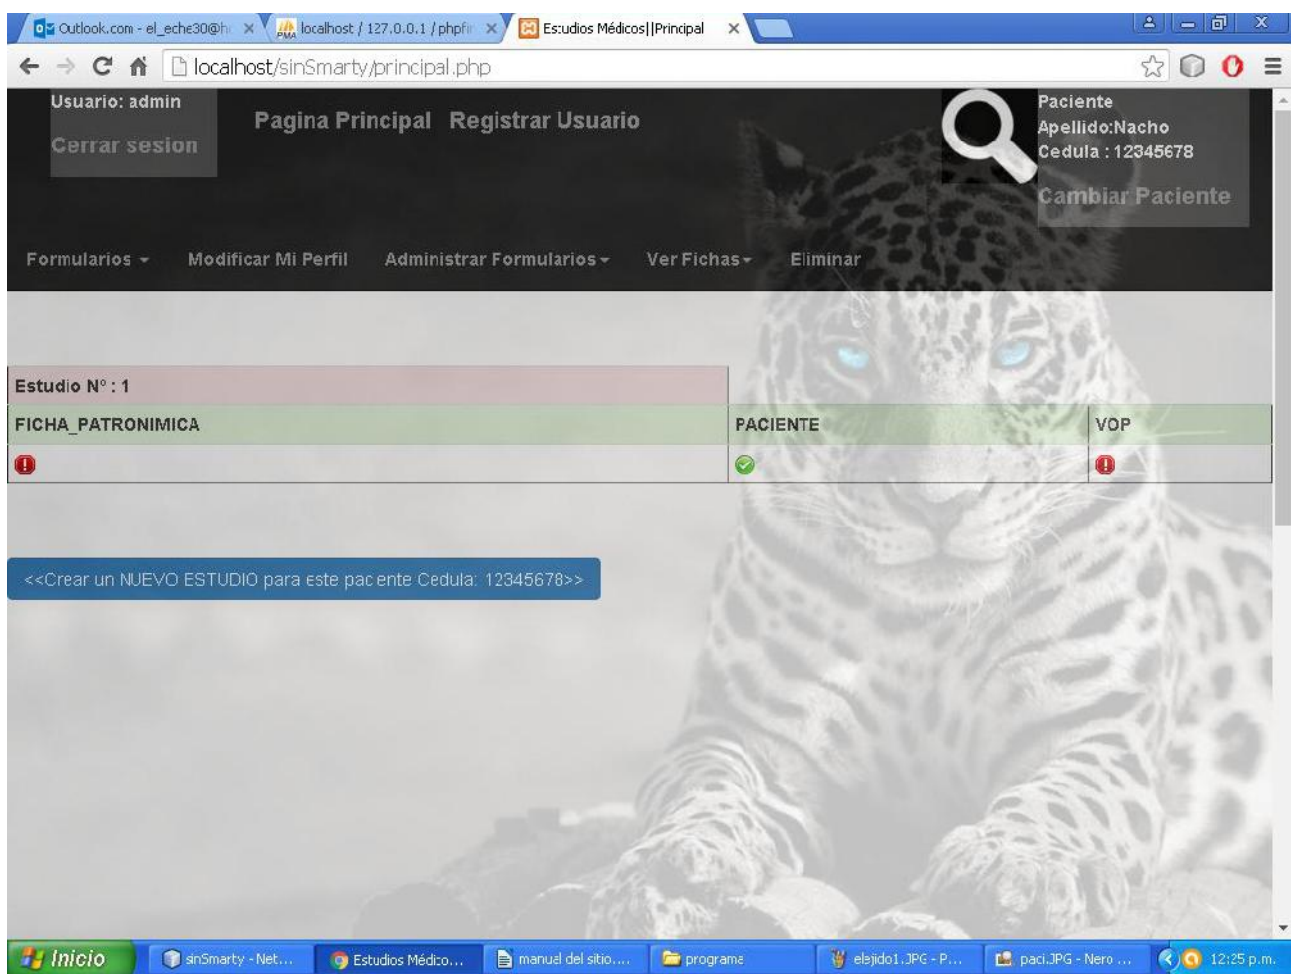 Outlook.com - el_eche30@h
localhost / 127.0.0.1 / phpfi
Estudios Médicos||Principal
localhost/sinSmarty/principal.php
Usuario: admin
Cerrar sesion
Pagina Principal Registrar Usuario
Paciente
Apellido:Nacho
Cedula : 12345678
Cambiar Paciente
Formularios Modificar Mi Perfil Administrar Formularios Ver Fichas Eliminar
Estudio Nº : 1
FICHA_PATRONIMICA PACIENTE VOP
<<Crear un NUEVO ESTUDIO para este paciente Cedula: 12345678>>
Inicio sinSmarty - Net... Estudios Médico... manual del sitio.... programa elejido1.JPG - P... paci.JPG - Nero ... 12:25 p.m.